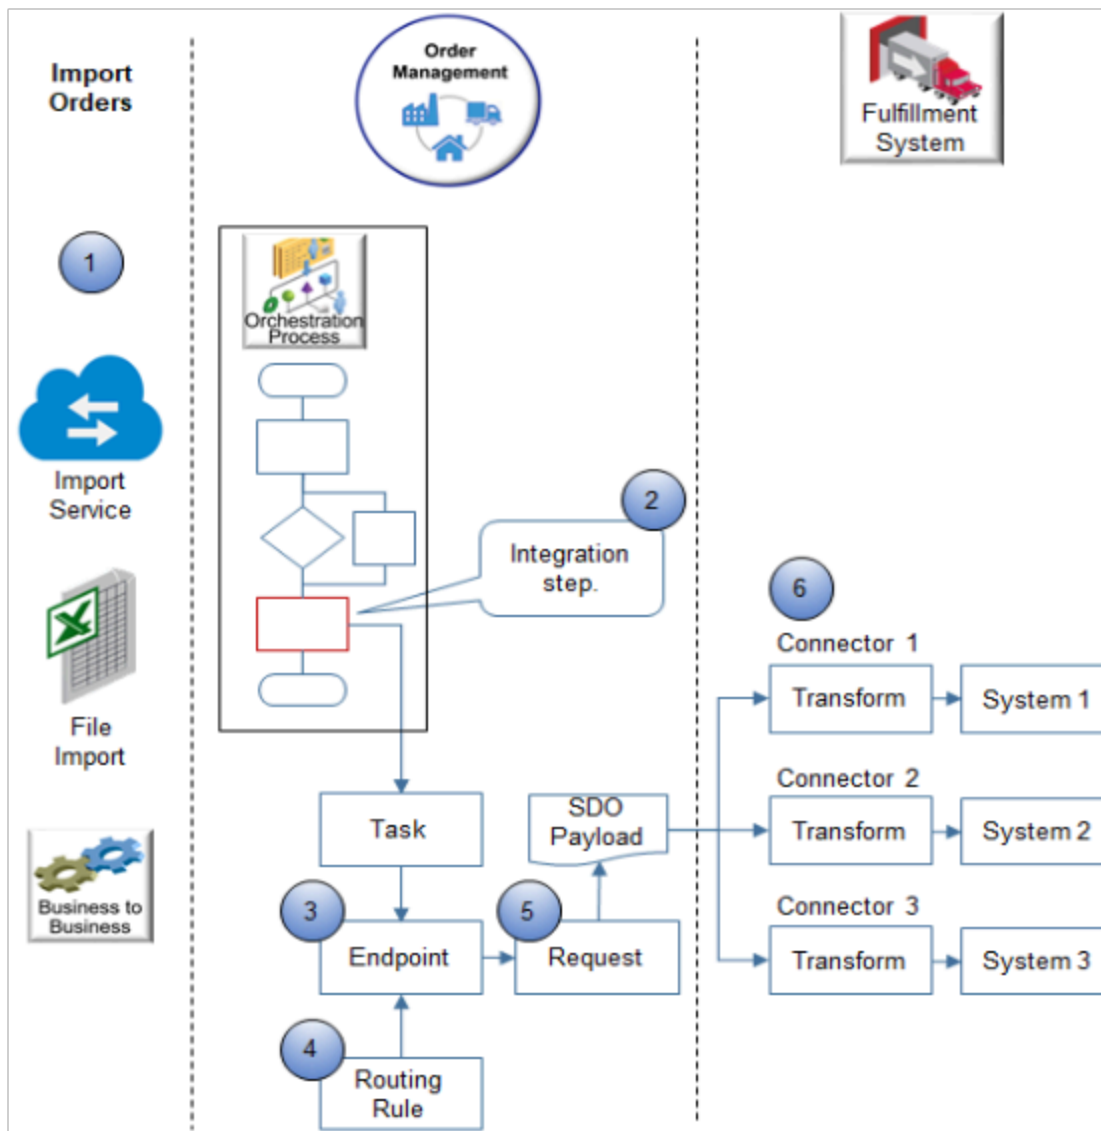 Import
Orders
1
Import
Service
File
Import
Business to
Business
Order
Management
Orchestration
Process
2
Integration
step.
Task
3
Endpoint
4
Routing
Rule
5
Request
SDO
Payload
Fulfillment
System
6
Connector 1
Transform
System 1
Connector 2
Transform
System 2
Connector 3
Transform
System 3